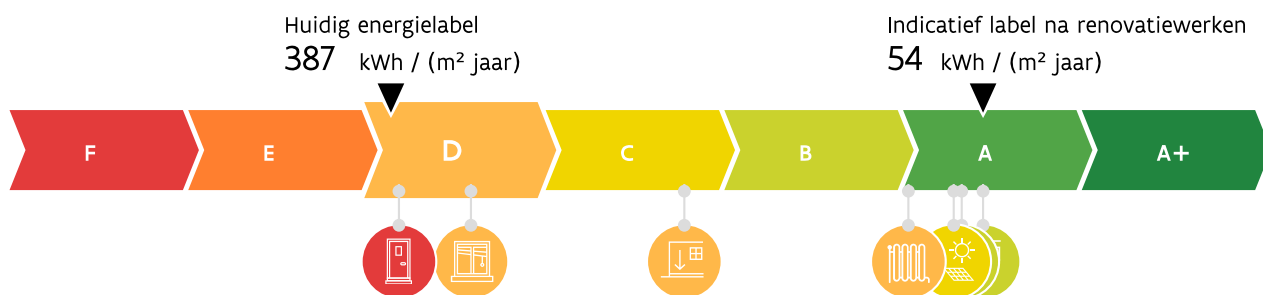 Huidig energielabel
387 kWh / (m² jaar)
Indicatief label na renovatiewerken
54 kWh / (m² jaar)
F E D C B A A+